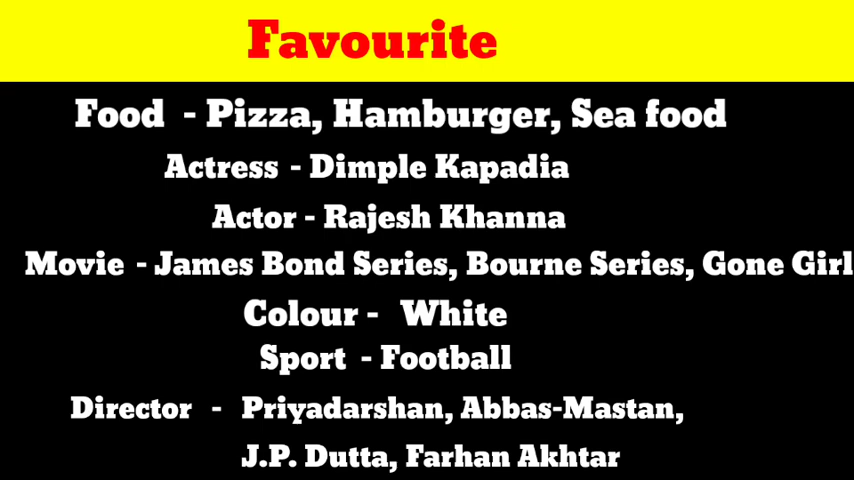 Favourite
Food - Pizza, Hamburger, Sea food
Actress - Dimple Kapadia
Actor - Rajesh Khanna
Movie - James Bond Series, Bourne Series, Gone Girl
Colour - White
Sport - Football
Director - Priyadarshan, Abbas-Mastan,
J.P. Dutta, Farhan Akhtar